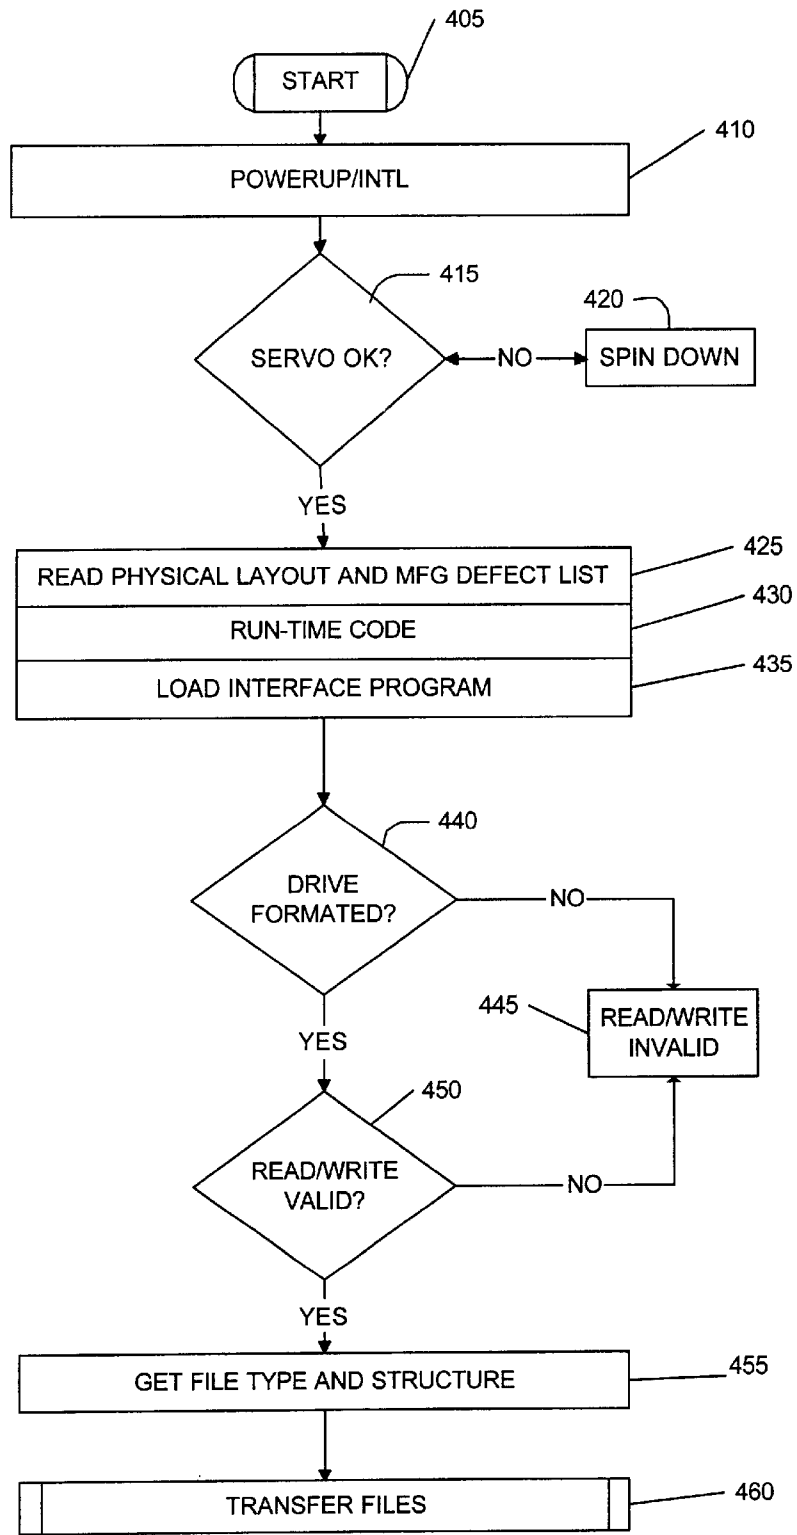 405
START
410
POWERUP/INTL
415
420
SERVO OK?
NO
SPIN DOWN
YES
425
READ PHYSICAL LAYOUT AND MFG DEFECT LIST
430
RUN-TIME CODE
435
LOAD INTERFACE PROGRAM
440
DRIVE
FORMATED?
NO
445
READ/WRITE
INVALID
YES
450
READ/WRITE
VALID?
NO
YES
455
GET FILE TYPE AND STRUCTURE
460
TRANSFER FILES